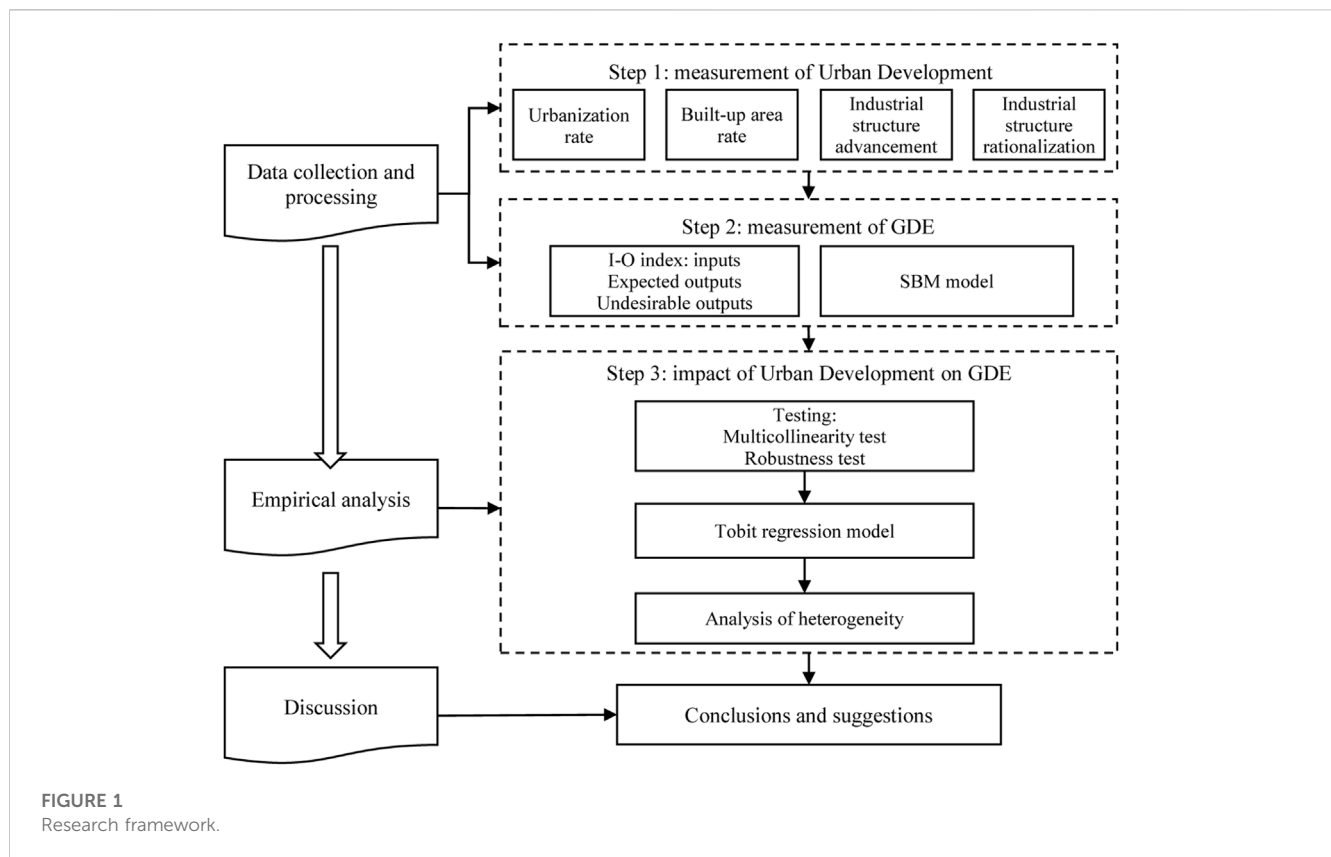 Step 1: measurement of Urban Development
Urbanization
rate
Built-up area
rate
Industrial
structure
advancement
Industrial
structure
rationalization
Data collection and
processing
Step 2: measurement of GDE
I-O index: inputs
Expected outputs
Undesirable outputs
SBM model
Step 3: impact of Urban Development on GDE
Testing:
Multicollinearity test
Robustness test
Empirical analysis
Tobit regression model
Analysis of heterogeneity
Discussion
Conclusions and suggestions
FIGURE 1
Research framework.